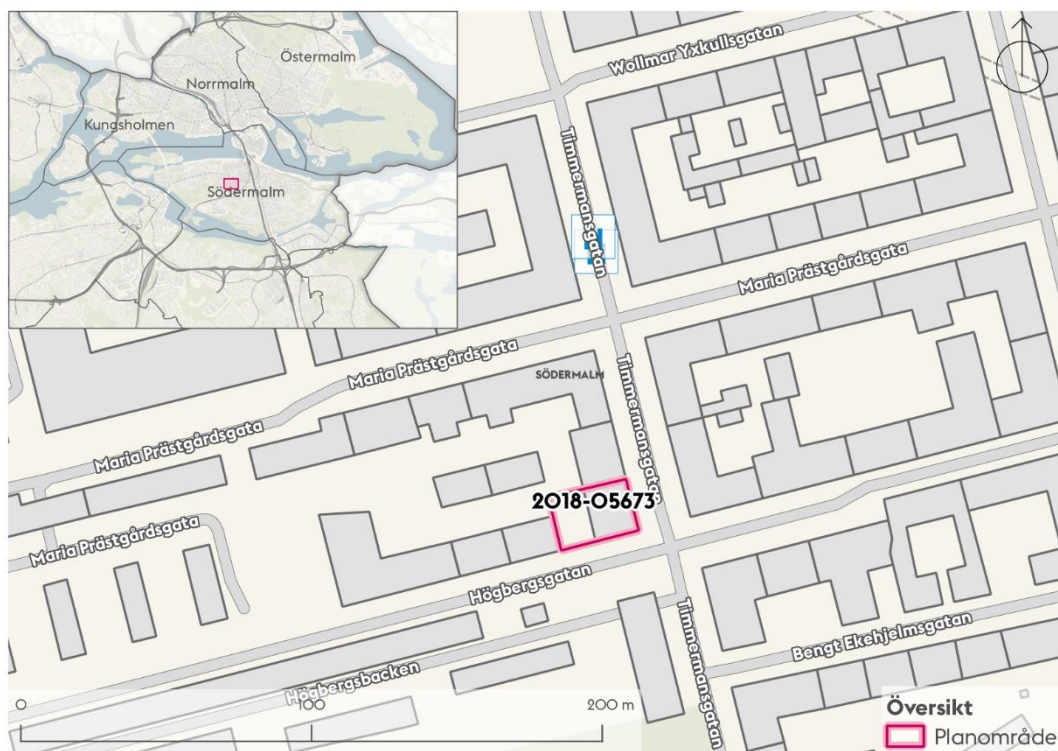 Östermalm
Norrmalm
Kungsholmen
Södermalm
Wollmar Yxkullsgatan
Timmermansgatan
Maria Prästgårdsgata
Maria Prästgårdsgata
SÖDERMALM
Timmermansgatan
Maria Prästgårdsgata
2018-05673
Maria Prästgårdsgata
Högbergsgatan
Timmermansgatan
Bengt Ekehjelmsgatan
Högbergsbacken
0 100 200 m
Översikt
Planområde